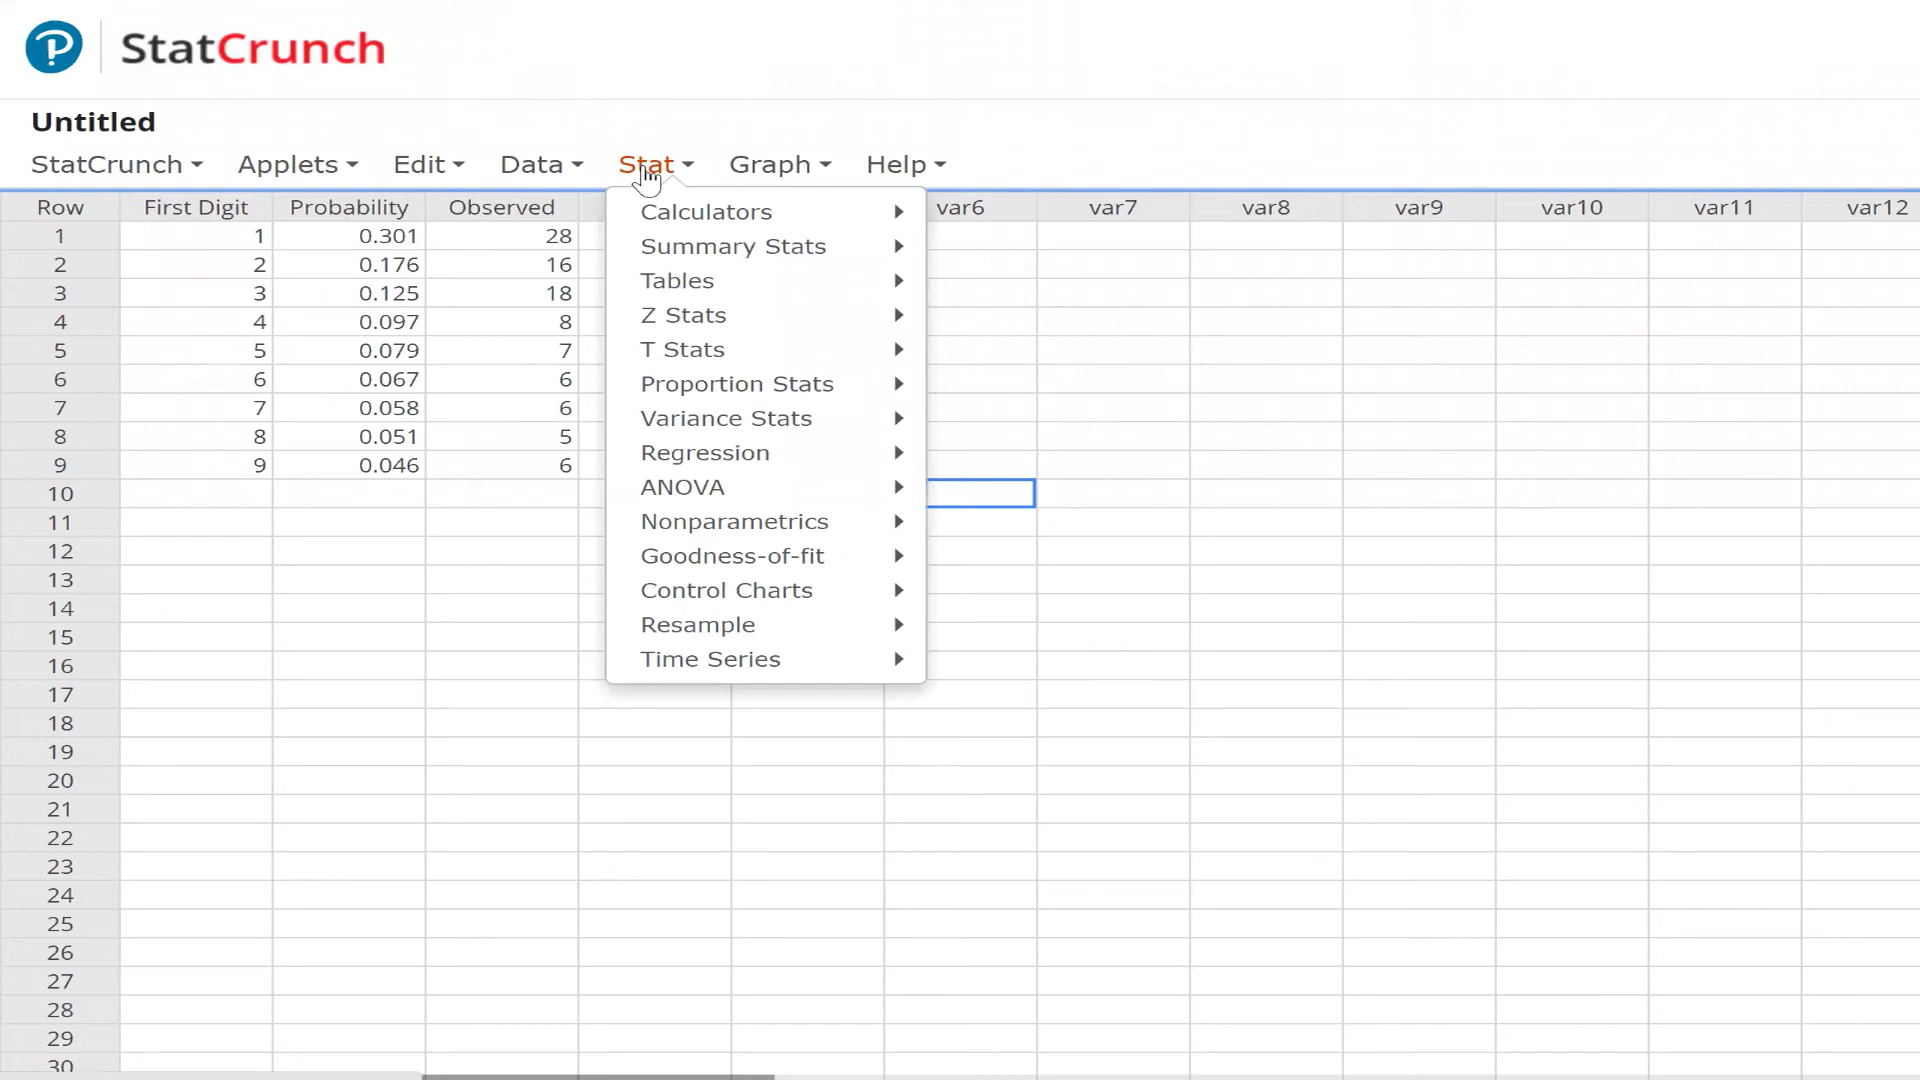 StatCrunch
Untitled
StatCrunch Applets Edit Data Stat Graph Help
Row First Digit Probability Observed var6 var7 var8 var9 var10 var11 var12
1 1 0.301 28
2 2 0.176 16
3 3 0.125 18
4 4 0.097 8
5 5 0.079 7
6 6 0.067 6
7 7 0.058 6
8 8 0.051 5
9 9 0.046 6
10
11
12
13
14
15
16
17
18
19
20
21
22
23
24
25
26
27
28
29
30
Calculators
Summary Stats
Tables
Z Stats
T Stats
Proportion Stats
Variance Stats
Regression
ANOVA
Nonparametrics
Goodness-of-fit
Control Charts
Resample
Time Series